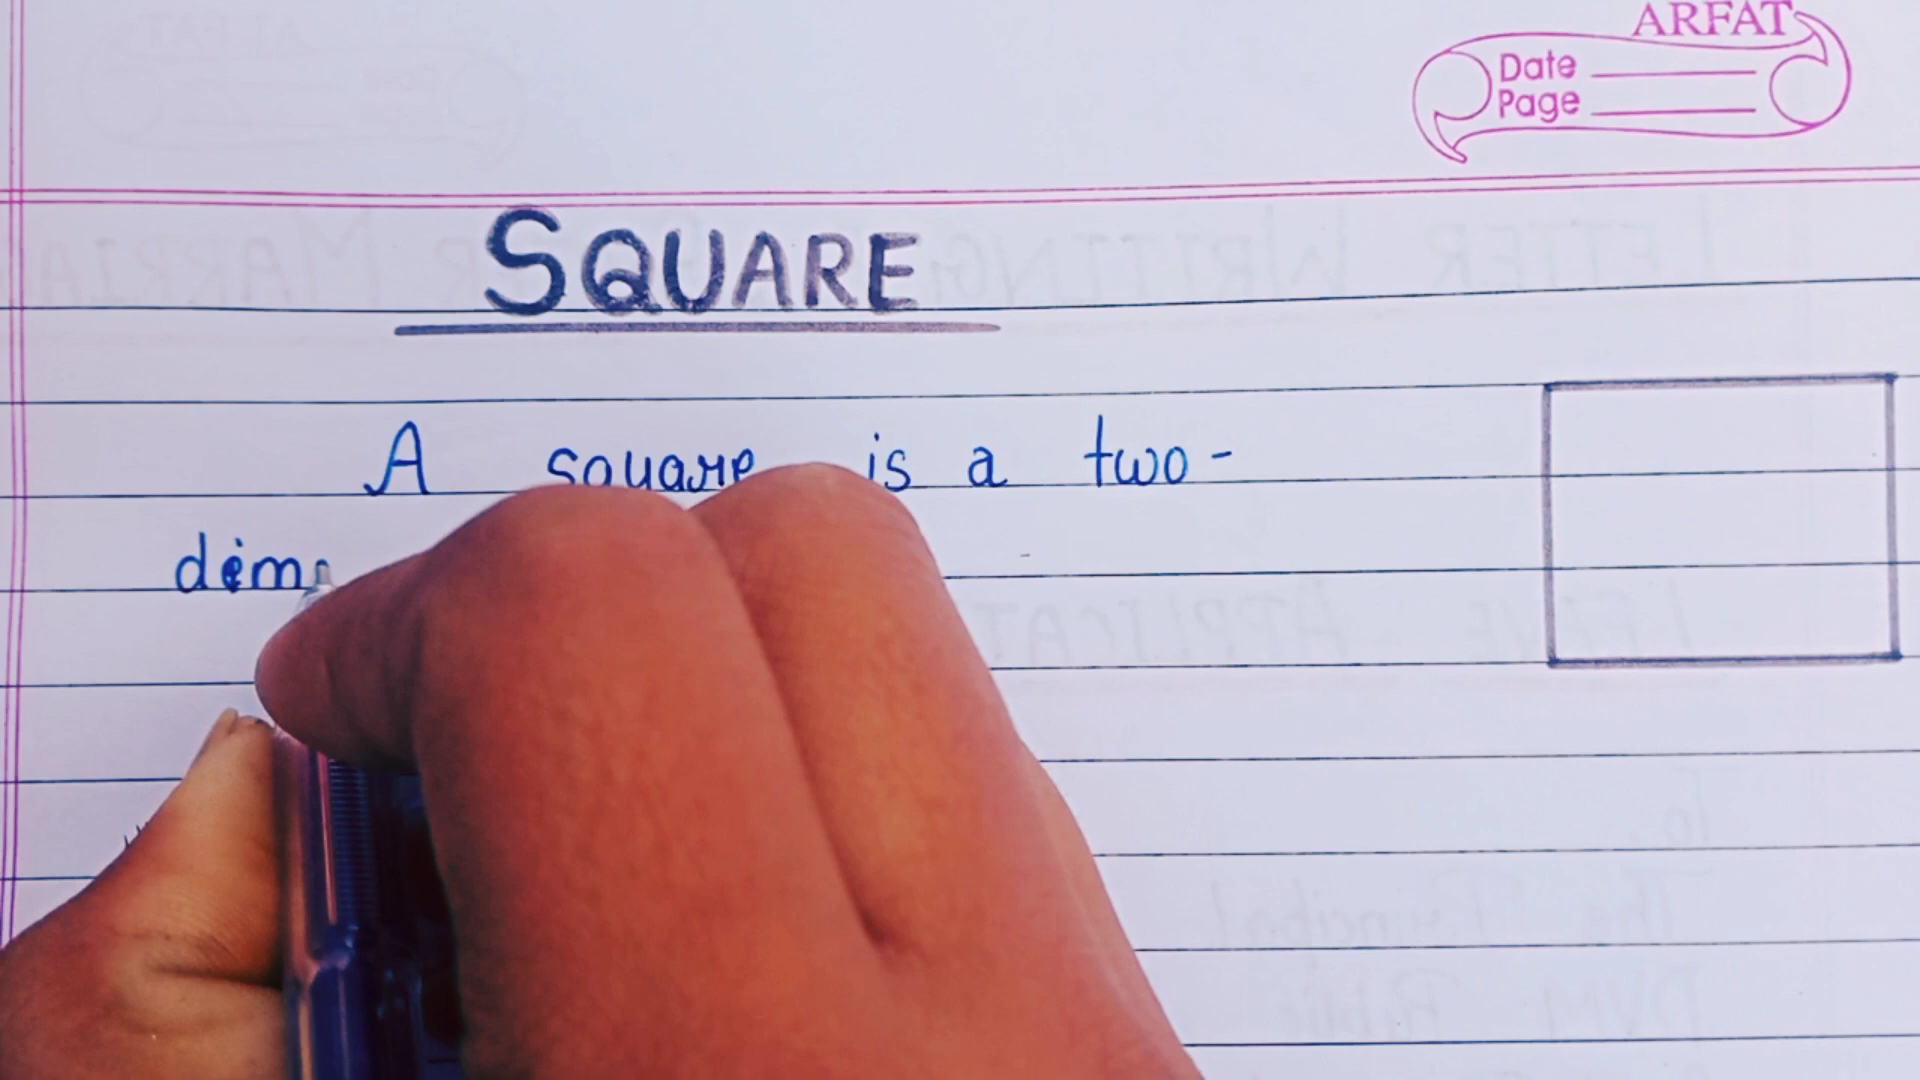 ARFAT
Date
Page
SQUARE
A square is a two-
dim